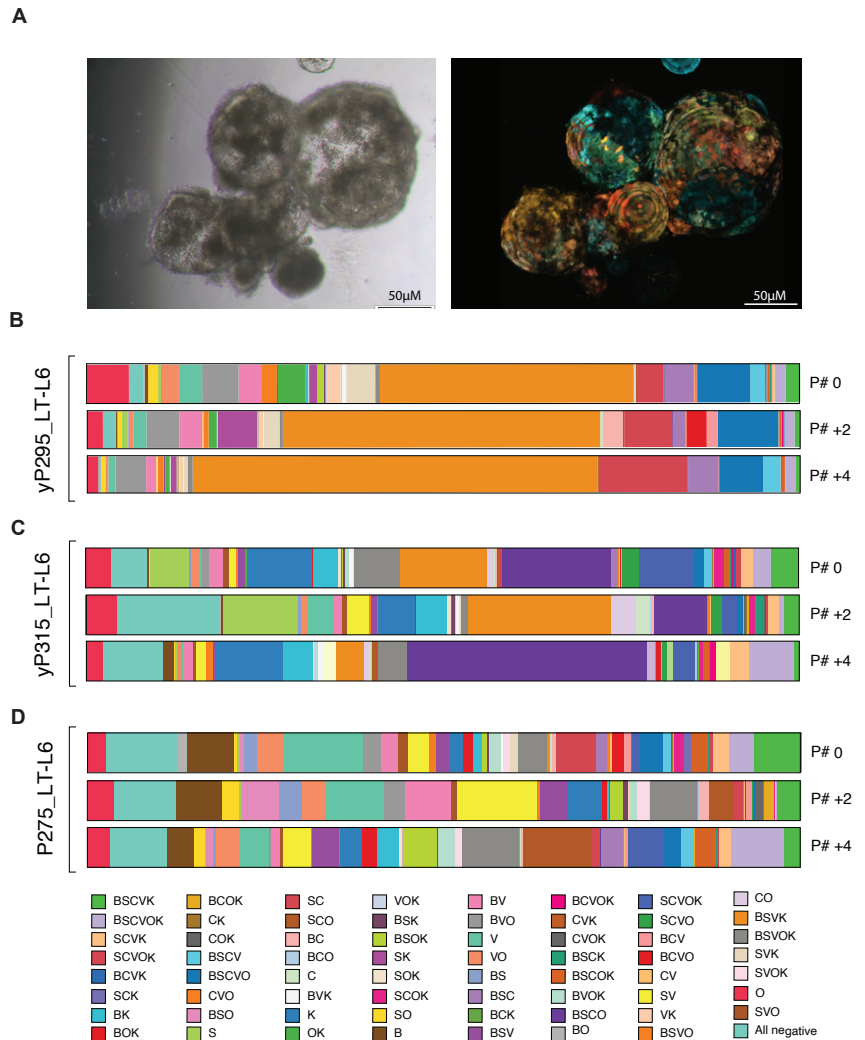 A
50µM
50µM
B
yP295_LT-L6
P# 0
P# +2
P# +4
C
yP315_LT-L6
P# 0
P# +2
P# +4
D
P275_LT-L6
P# 0
P# +2
P# +4
BSCVK BCOK SC VOK BV BCVOK SCVOK CO
BSCVOK CK SCO BSK BVO CVK SCVO BSVK
SCVK COK BC BSOK V CVOK BCV BSVOK
SCVOK BSCV BCO SK VO BSCK BCVO SVK
BCVK BSCVO C SOK BS BSCOK CV SVOK
SCK CVO BVK SCOK BSC BVOK SV O
BK BSO K SO BCK BSCO VK SVO
BOK S OK B BSV BO BSVO All negative